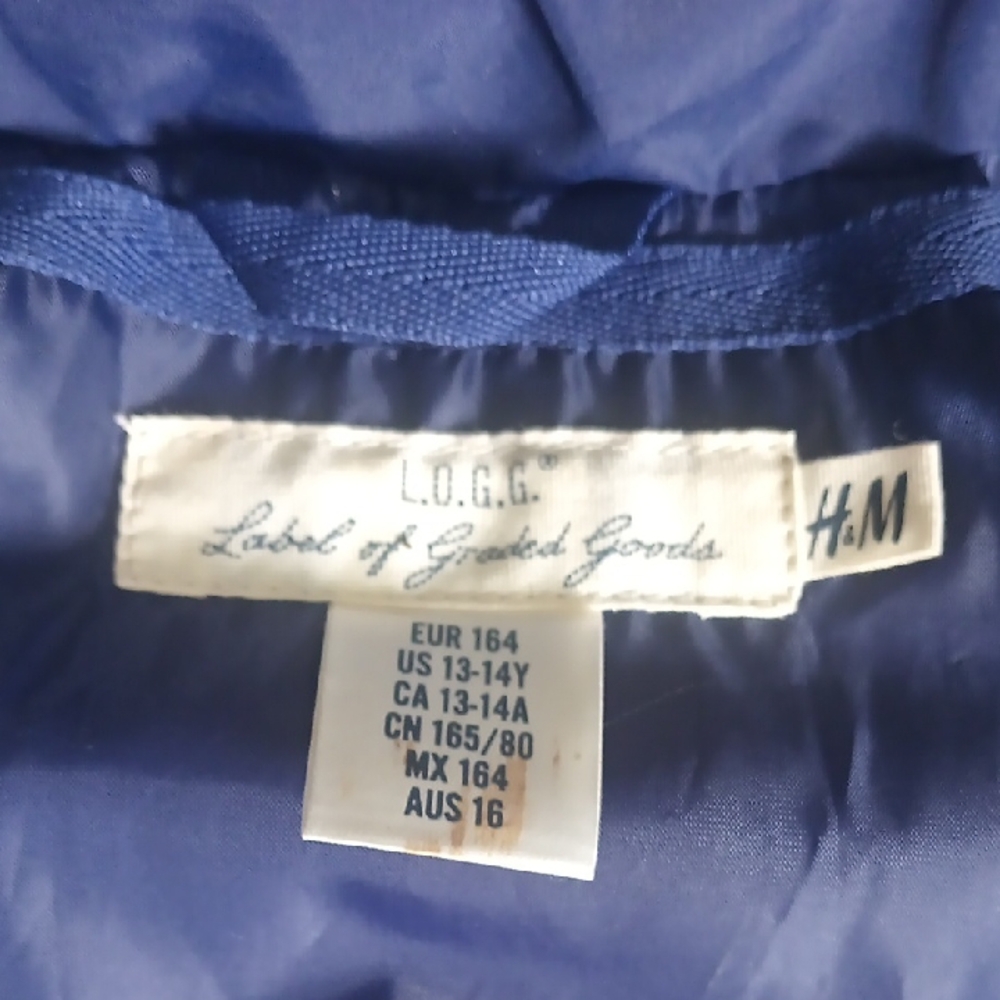 L.O.G.G.®
Label of Graded Goods
H&M
EUR 164
US 13-14Y
CA 13-14A
CN 165/80
MX 164
AUS 16